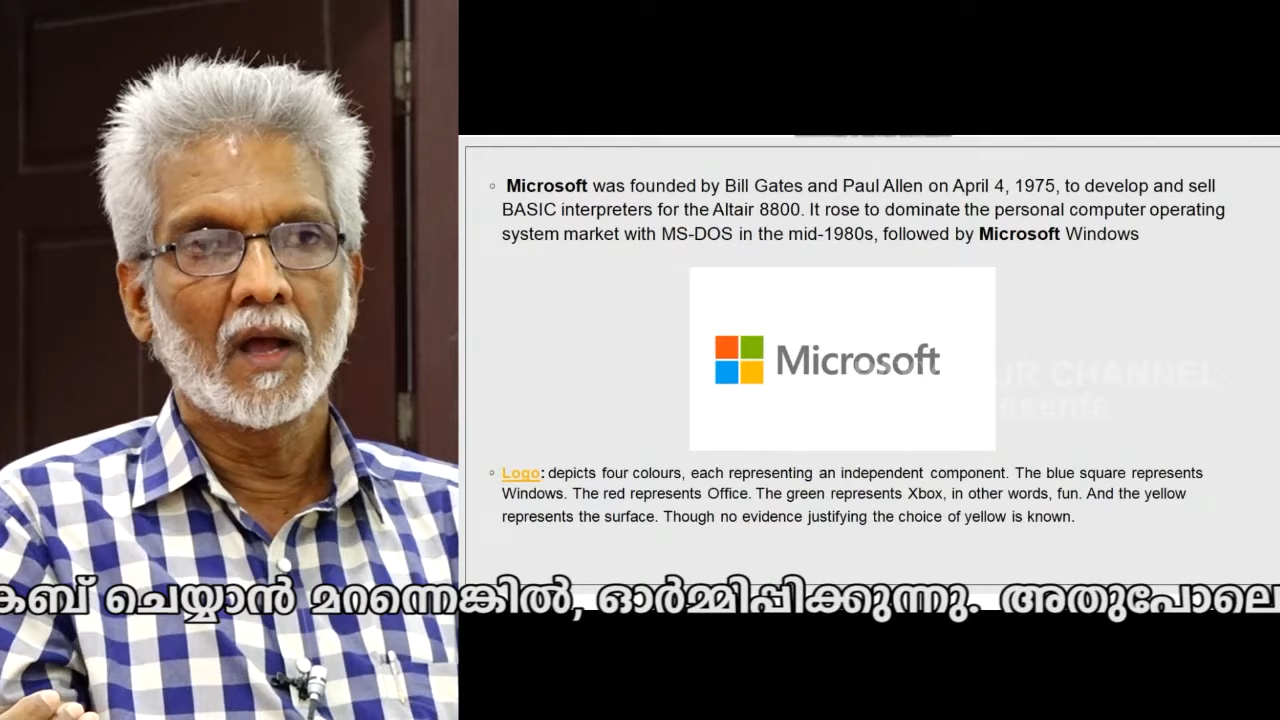 Microsoft was founded by Bill Gates and Paul Allen on April 4, 1975, to develop and sell
BASIC interpreters for the Altair 8800. It rose to dominate the personal computer operating
system market with MS-DOS in the mid-1980s, followed by Microsoft Windows
Microsoft
UR CHANNEL
esents
Logo: depicts four colours, each representing an independent component. The blue square represents
Windows. The red represents Office. The green represents Xbox, in other words, fun. And the yellow
represents the surface. Though no evidence justifying the choice of yellow is known.
ചെയ്യാൻ മറന്നെങ്കിൽ, ഓർമ്മിപ്പിക്കുന്നു. അതുപോലെ